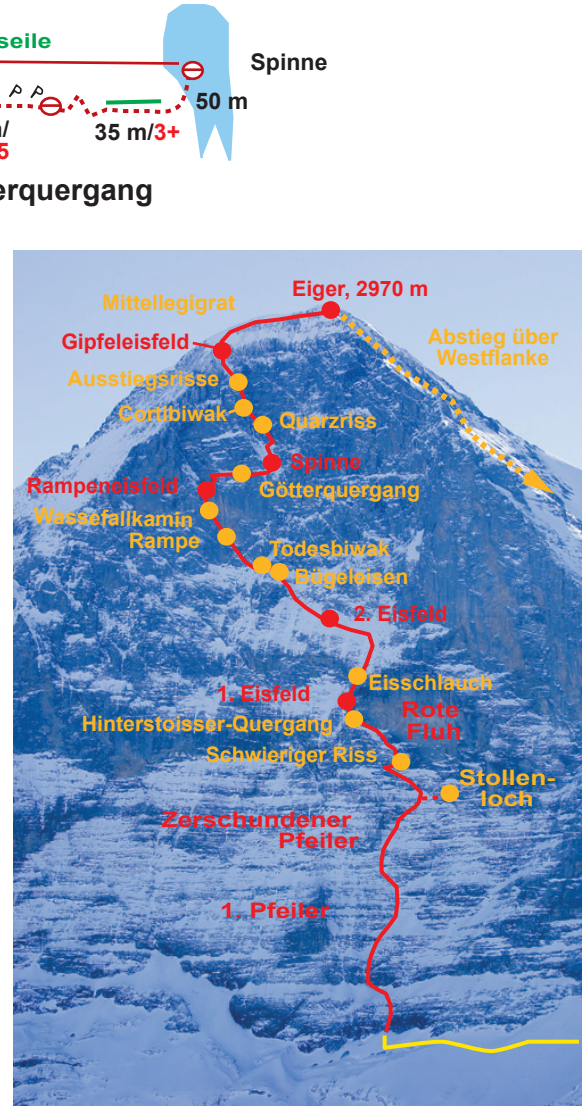 seile
Spinne
50 m
35 m/3+
5
erquergang
Eiger, 2970 m
Mittellegigrat
Gipfeleisfeld
Abstieg über
Westflanke
Ausstiegsrisse
Cortibiwak
Quarzriss
Spinne
Rampeneisfeld
Götterquergang
Wassefallkamin
Rampe
Todesbiwak
Bügeleisen
2. Eisfeld
Eisschlauch
1. Eisfeld
Rote
Fluh
Hinterstoisser-Quergang
Schwieriger Riss
Stollen-
loch
Zerschundener
Pfeiler
1. Pfeiler